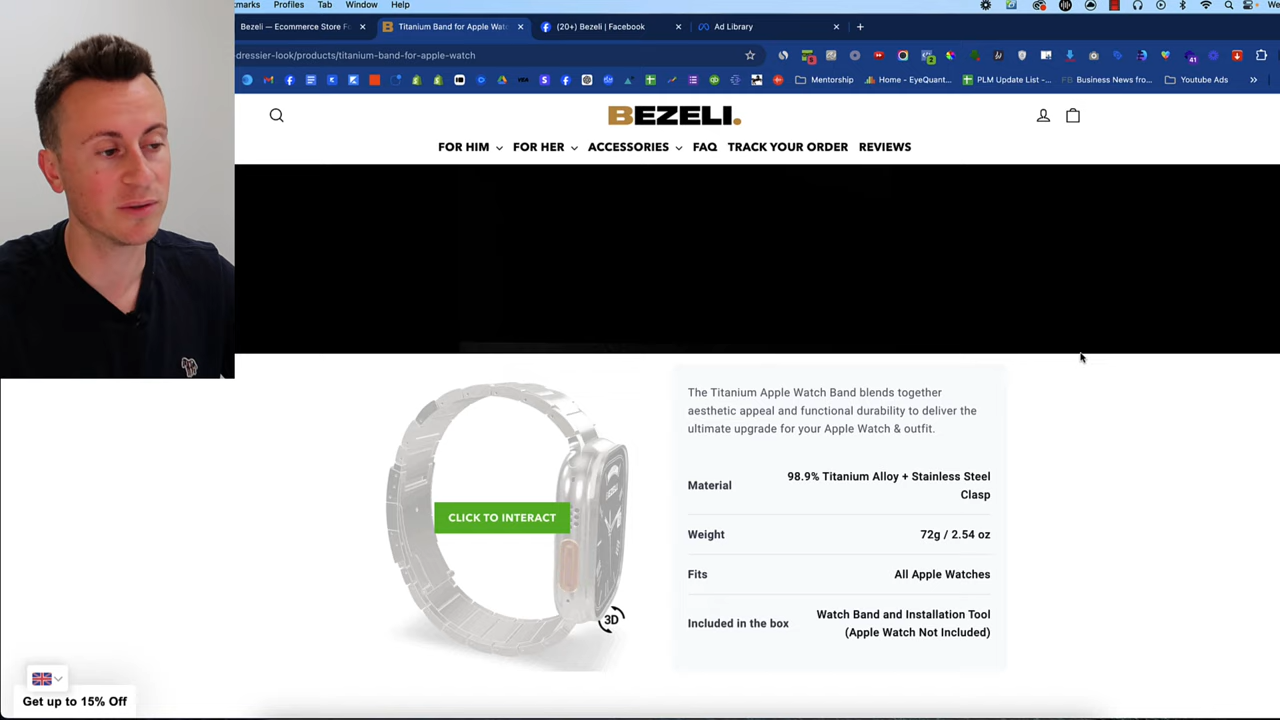 marks Profiles Tab Window Help
Bezeli — Ecommerce Store F
Titanium Band for Apple Wat
(20+) Bezeli | Facebook
Ad Library
dressier-look/products/titanium-band-for-apple-watch
Mentorship
Home - EyeQuant...
PLM Update List -...
Business News fro...
Youtube Ads
BEZELI.
FOR HIM FOR HER ACCESSORIES FAQ TRACK YOUR ORDER REVIEWS
The Titanium Apple Watch Band blends together
aesthetic appeal and functional durability to deliver the
ultimate upgrade for your Apple Watch & outfit.
Material 98.9% Titanium Alloy + Stainless Steel
Clasp
CLICK TO INTERACT
Weight 72g / 2.54 oz
Fits All Apple Watches
3D
Included in the box Watch Band and Installation Tool
(Apple Watch Not Included)
Get up to 15% Off